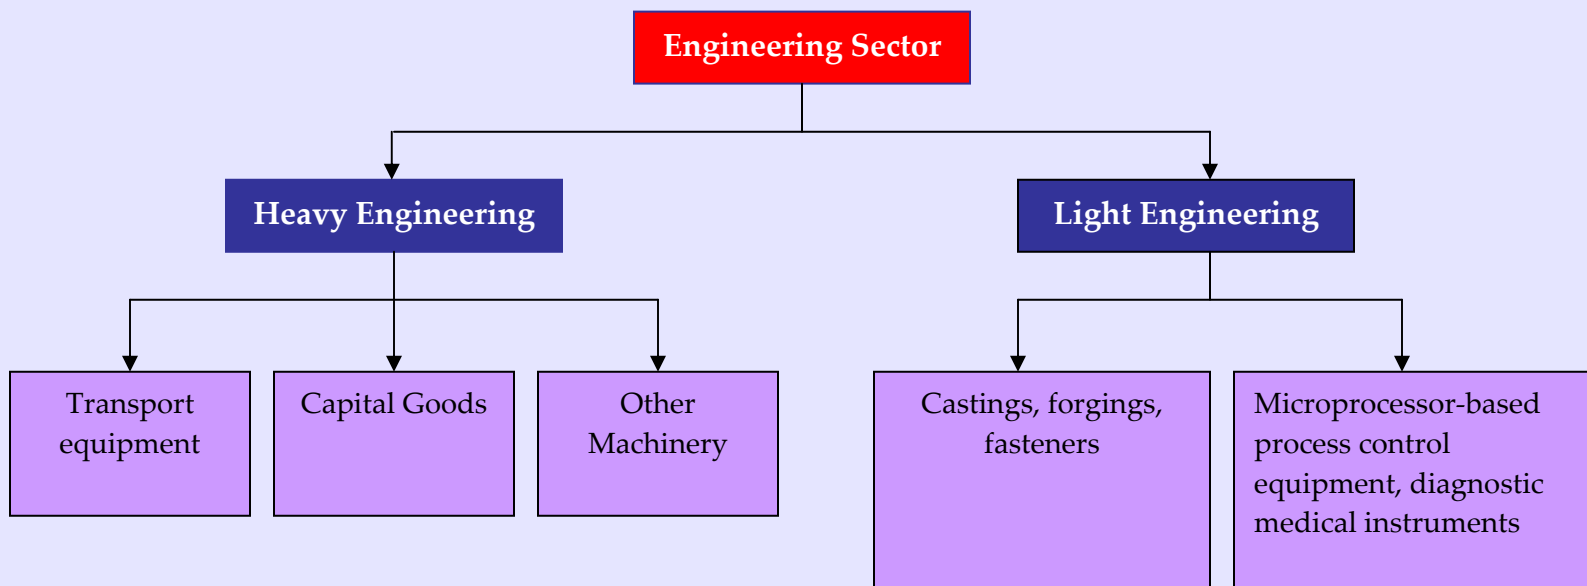 Engineering Sector
Heavy Engineering
Light Engineering
Transport
equipment
Capital Goods
Other
Machinery
Castings, forgings,
fasteners
Microprocessor-based
process control
equipment, diagnostic
medical instruments